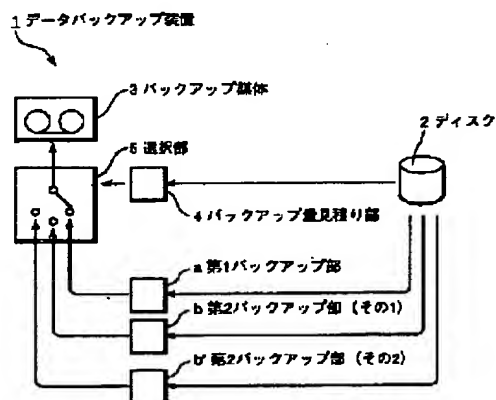 1 データバックアップ装置
3 バックアップ媒体
2 ディスク
5 選択部
4 バックアップ量見積り部
a 第1バックアップ部
b 第2バックアップ部（その1）
b' 第2バックアップ部（その2）